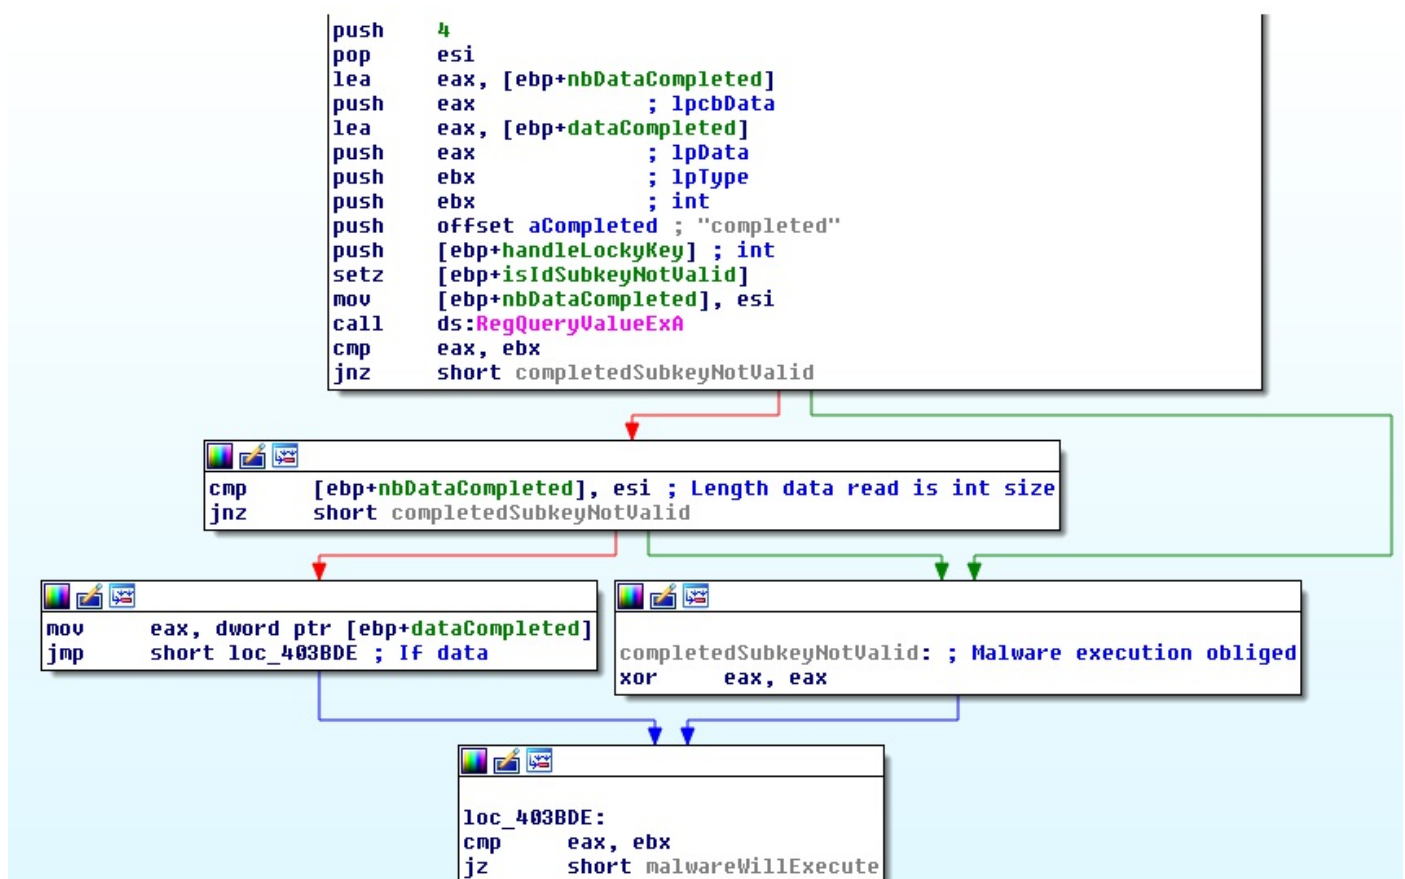 push 4
pop esi
lea eax, [ebp+nbDataCompleted]
push eax ; lpcbData
lea eax, [ebp+dataCompleted]
push eax ; lpData
push ebx ; lpType
push ebx ; int
push offset aCompleted ; "completed"
push [ebp+handleLockyKey] ; int
setz [ebp+isIdSubkeyNotValid]
mov [ebp+nbDataCompleted], esi
call ds:RegQueryValueExA
cmp eax, ebx
jnz short completedSubkeyNotValid
cmp [ebp+nbDataCompleted], esi ; Length data read is int size
jnz short completedSubkeyNotValid
mov eax, dword ptr [ebp+dataCompleted]
jmp short loc_403BDE ; If data
completedSubkeyNotValid: ; Malware execution obliged
xor eax, eax
loc_403BDE:
cmp eax, ebx
jz short malwareWillExecute